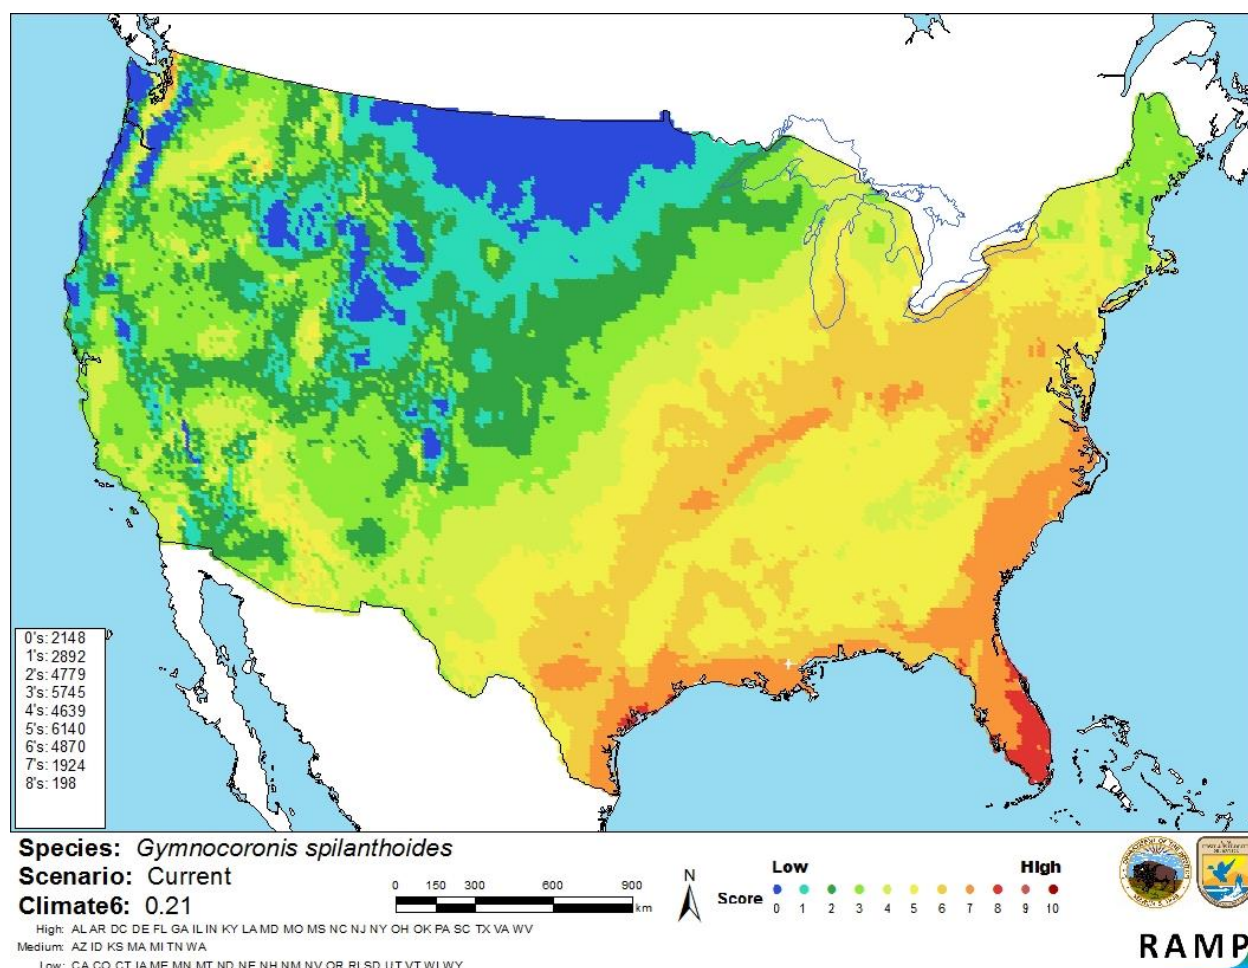 0's: 2148
1's: 2892
2's: 4779
3's: 5745
4's: 4639
5's: 6140
6's: 4870
7's: 1924
8's: 198
Species: Gymnocoronis spilanthoides
Scenario: Current
Climate6: 0.21
High: AL AR DC DE FL GA IL IN KY LA MD MO MS NC NJ NY OH OK PA SC TX VA WV
Medium: AZ ID KS MA MI TN WA
Low: CA CO CT IA ME MN MT ND NE NH NM NV OR RI SD UT VT WI WY
0 150 300 600 900
km
N
Low High
Score
0 1 2 3 4 5 6 7 8 9 10
RAMP